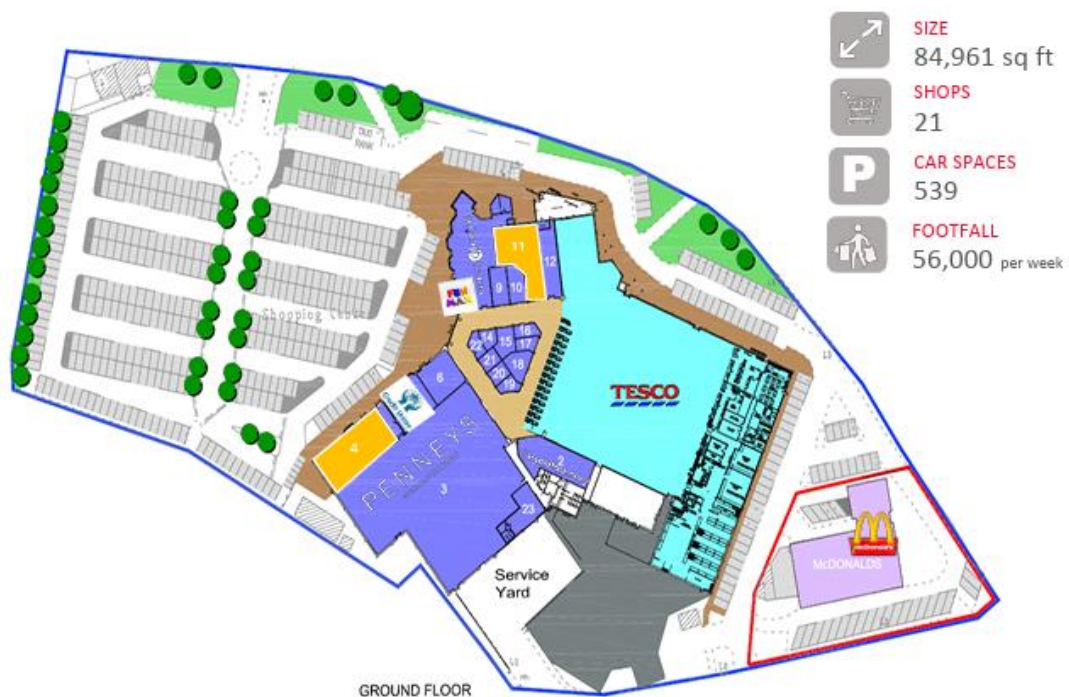 SIZE
84,961 sq ft
SHOPS
21
CAR SPACES
539
FOOTFALL
56,000 per week
Shopping
11
12
9
10
FUN
14
15
16
17
22
21
18
20
19
6
TESCO
4
PENNEYS
3
2
23
Service
Yard
McDONALDS
GROUND FLOOR